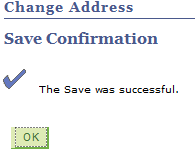 Change Address
Save Confirmation
The Save was successful.
OK